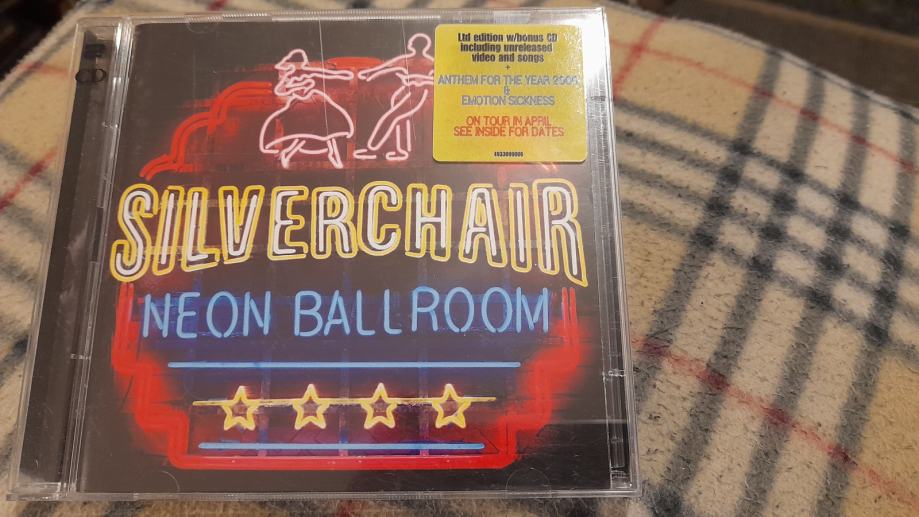 Ltd edition w/bonus CD
including unreleased
video and songs
+
ANTHEM FOR THE YEAR 2000
&
EMOTION SICKNESS
ON TOUR IN APRIL
SEE INSIDE FOR DATES
SILVERCHAIR
NEON BALLROOM